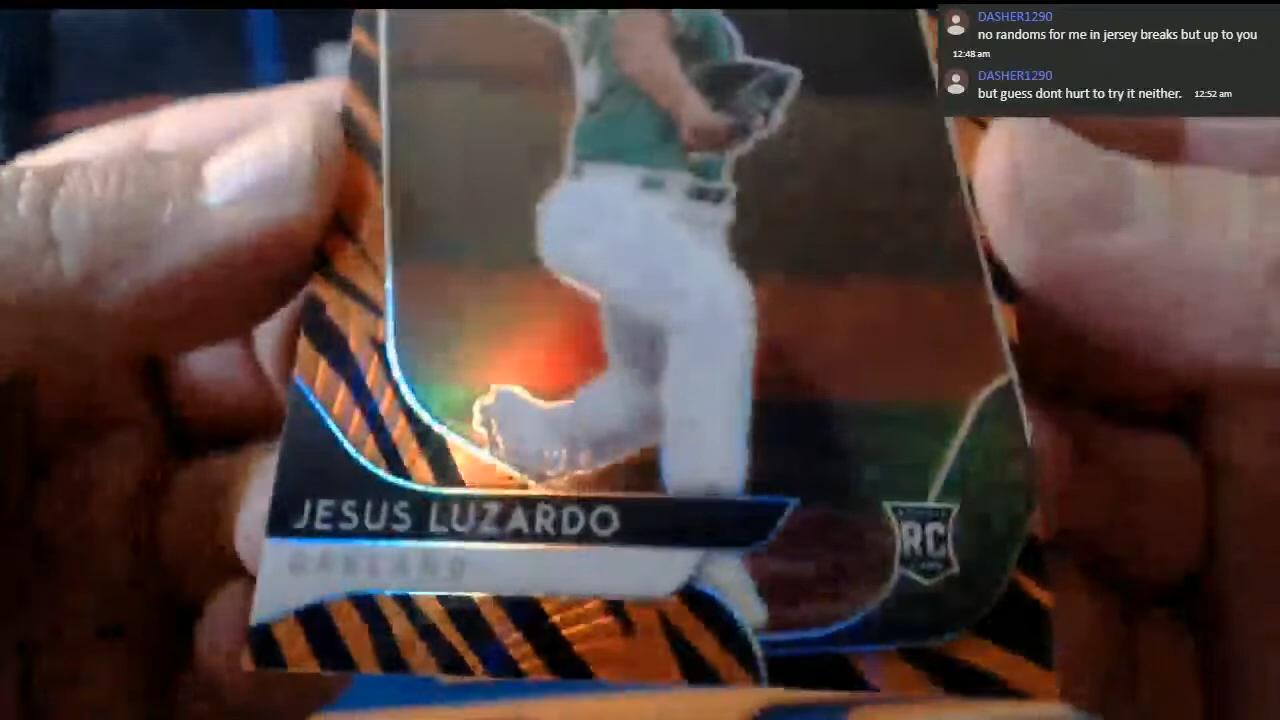 DASHER1290
no randoms for me in jersey breaks but up to you
12:48 am
DASHER1290
but guess dont hurt to try it neither. 12:52 am
JESUS LUZARDO
OAKLAND
RC